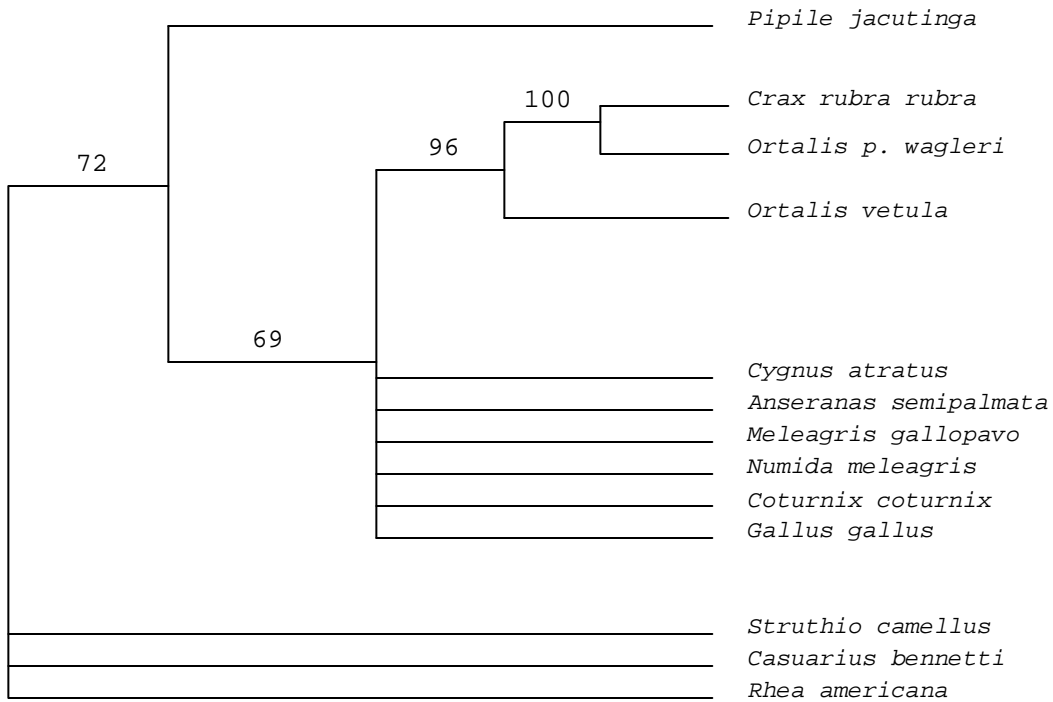 Pipile jacutinga
100
Crax rubra rubra
96
Ortalis p. wagleri
72
Ortalis vetula
69
Cygnus atratus
Anseranas semipalmata
Meleagris gallopavo
Numida meleagris
Coturnix coturnix
Gallus gallus
Struthio camellus
Casuarius bennetti
Rhea americana